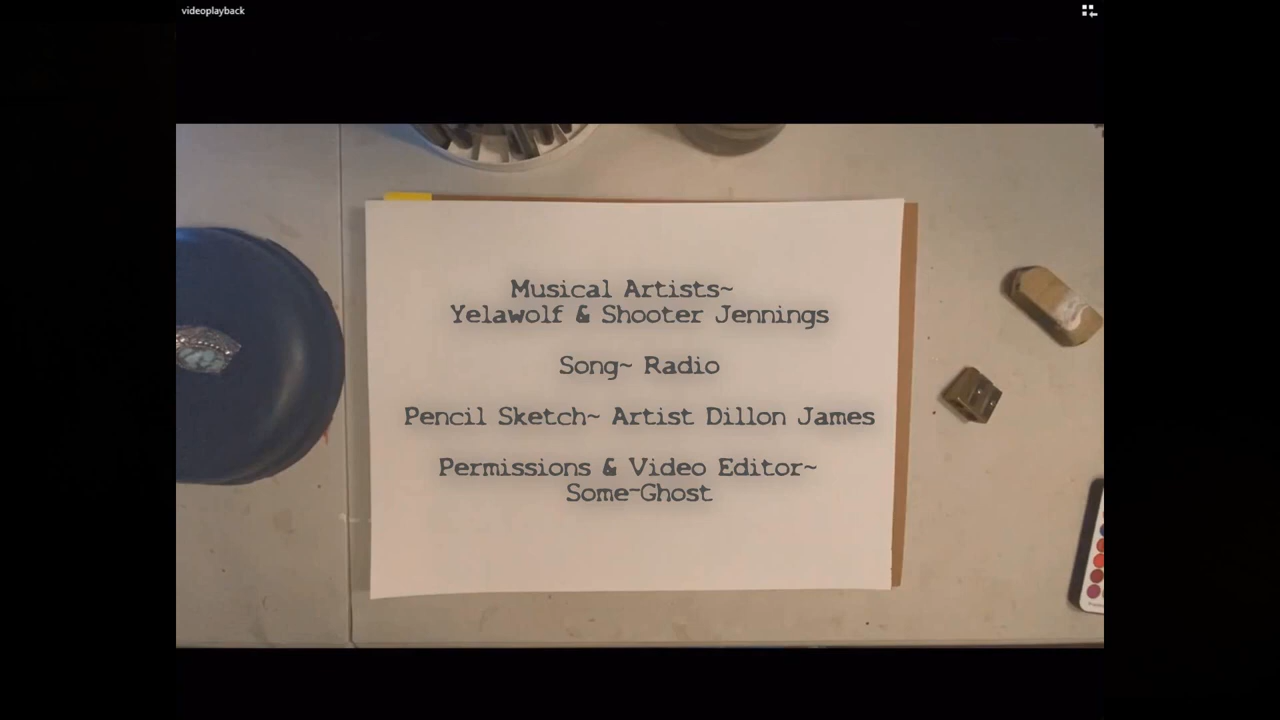 videoplayback
Musical Artists~
Yelawolf & Shooter Jennings
Song~ Radio
Pencil Sketch~ Artist Dillon James
Permissions & Video Editor~
Some-Ghost